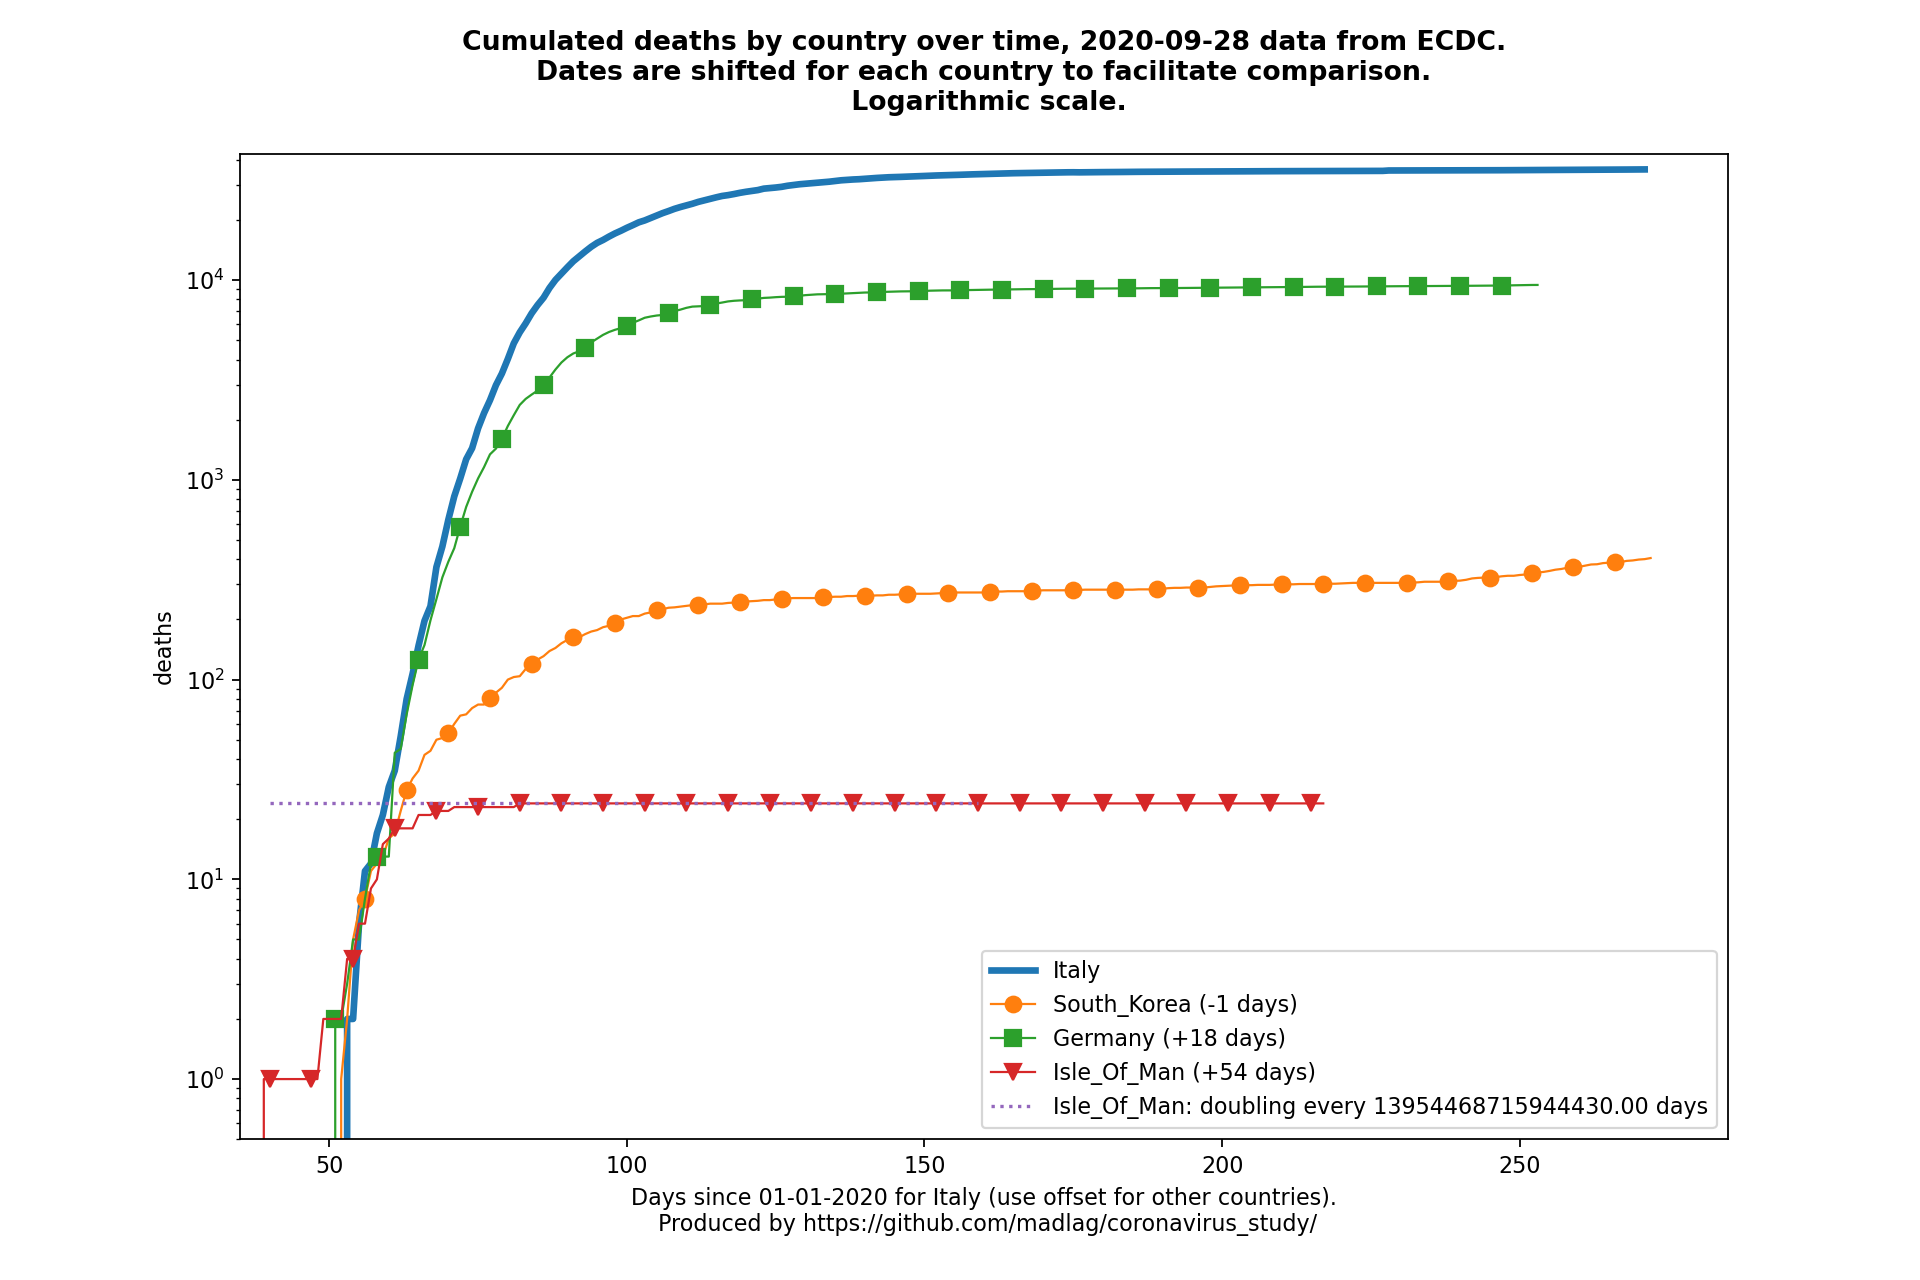 Cumulated deaths by country over time, 2020-09-28 data from ECDC.
Dates are shifted for each country to facilitate comparison.
Logarithmic scale.
deaths
10⁴
10³
10²
10¹
10⁰
50 100 150 200 250
Italy
South_Korea (-1 days)
Germany (+18 days)
Isle_Of_Man (+54 days)
Isle_Of_Man: doubling every 13954468715944430.00 days
Days since 01-01-2020 for Italy (use offset for other countries).
Produced by https://github.com/madlag/coronavirus_study/